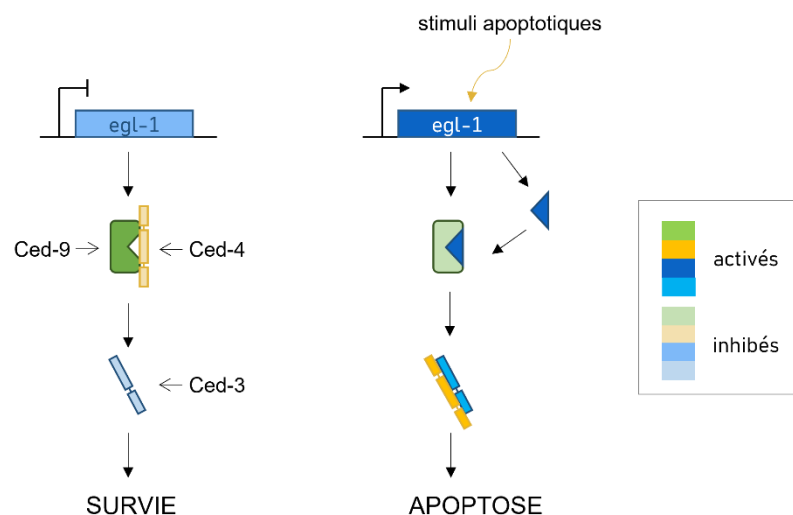 stimuli apoptotiques
egl-1
egl-1
Ced-9
Ced-4
activés
inhibés
Ced-3
SURVIE
APOPTOSE